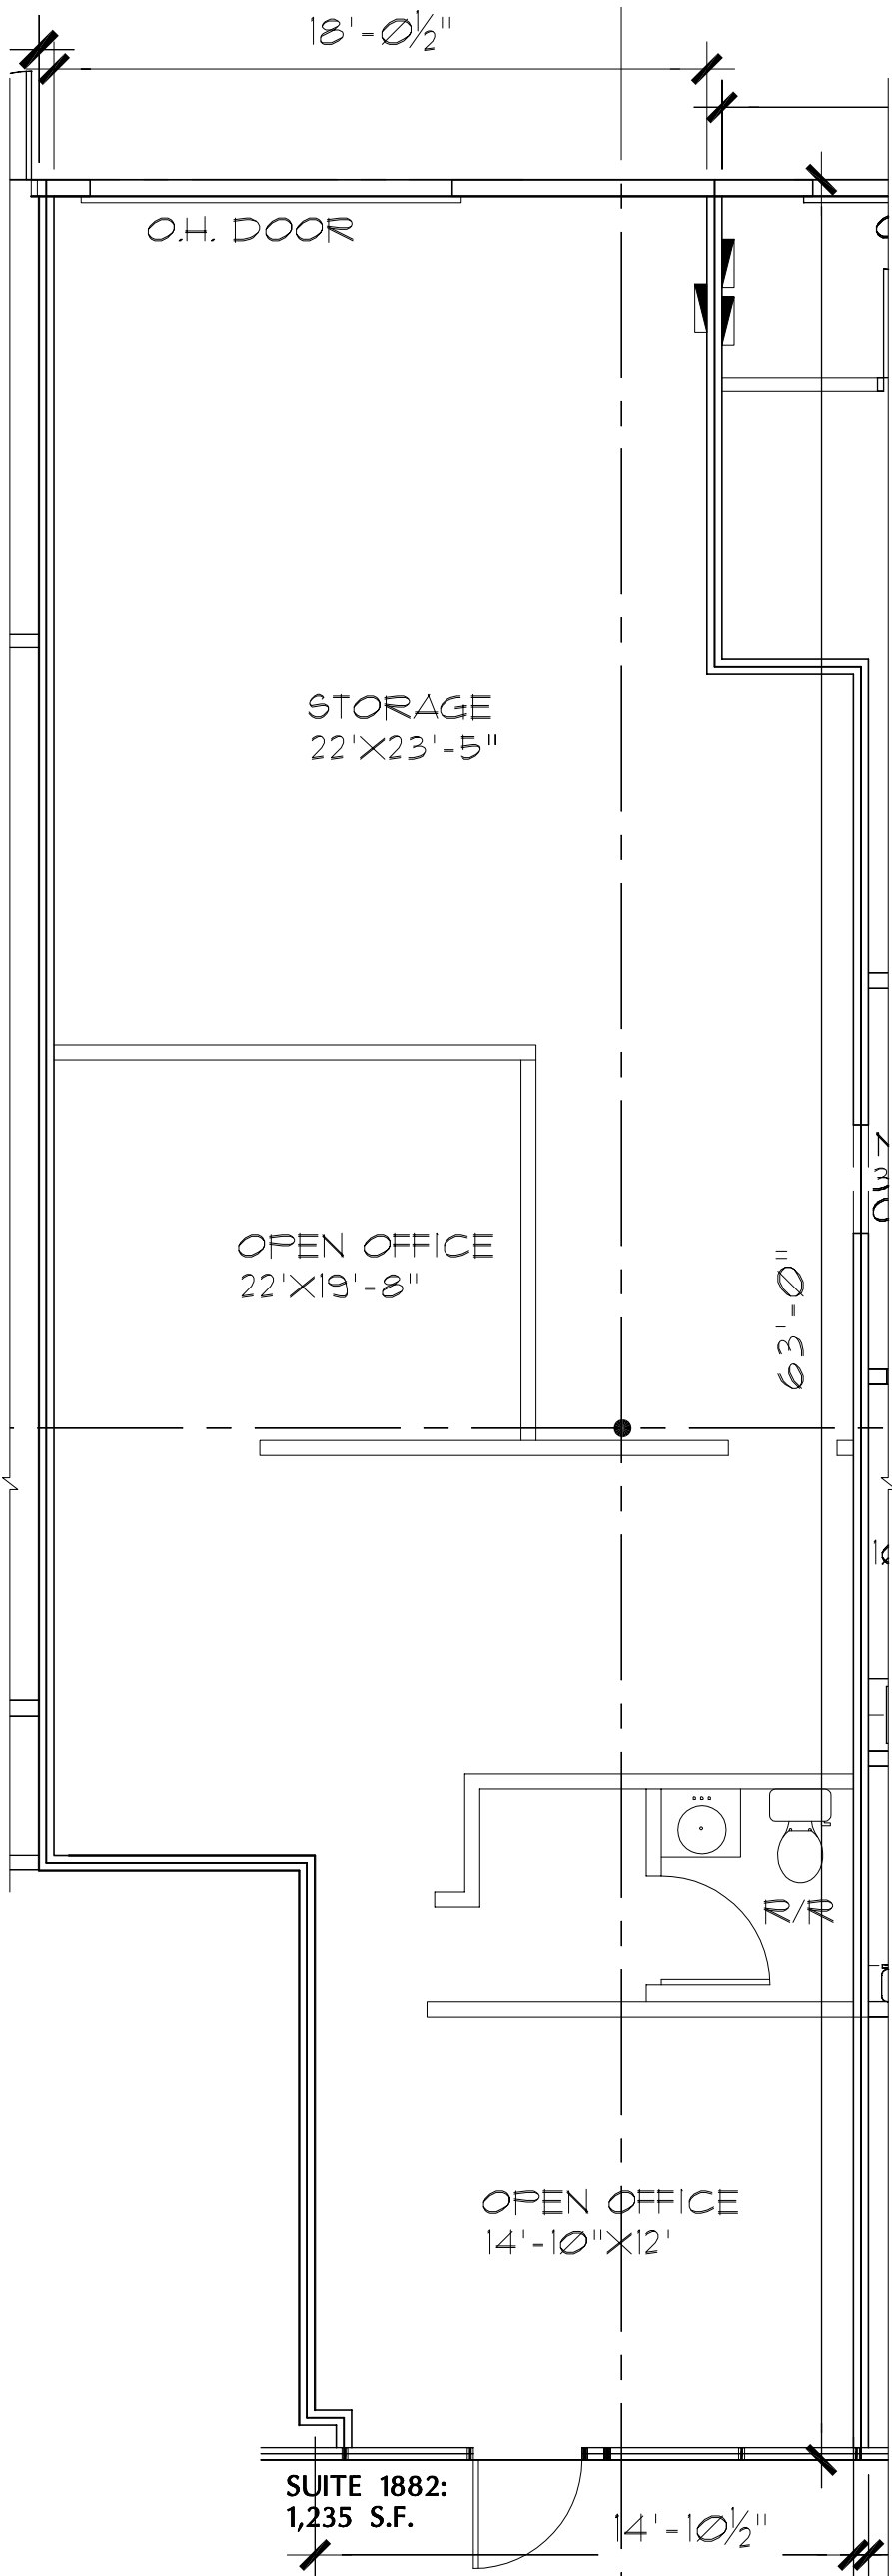 18'-0½"
O.H. DOOR
STORAGE
22'X23'-5"
OPEN OFFICE
22'X19'-8"
63'-0"
R/R
OPEN OFFICE
14'-10"X12'
SUITE 1882:
1,235 S.F.
14'-10½"